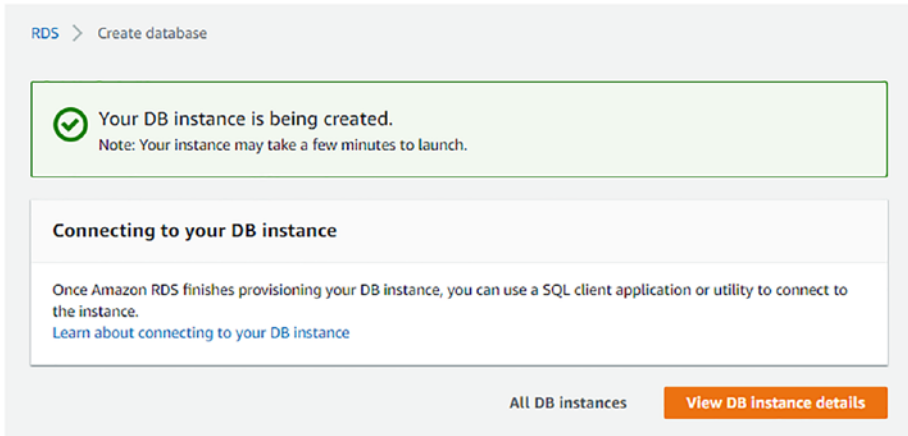 RDS > Create database
Your DB instance is being created.
Note: Your instance may take a few minutes to launch.
Connecting to your DB instance
Once Amazon RDS finishes provisioning your DB instance, you can use a SQL client application or utility to connect to
the instance.
Learn about connecting to your DB instance
All DB instances View DB instance details